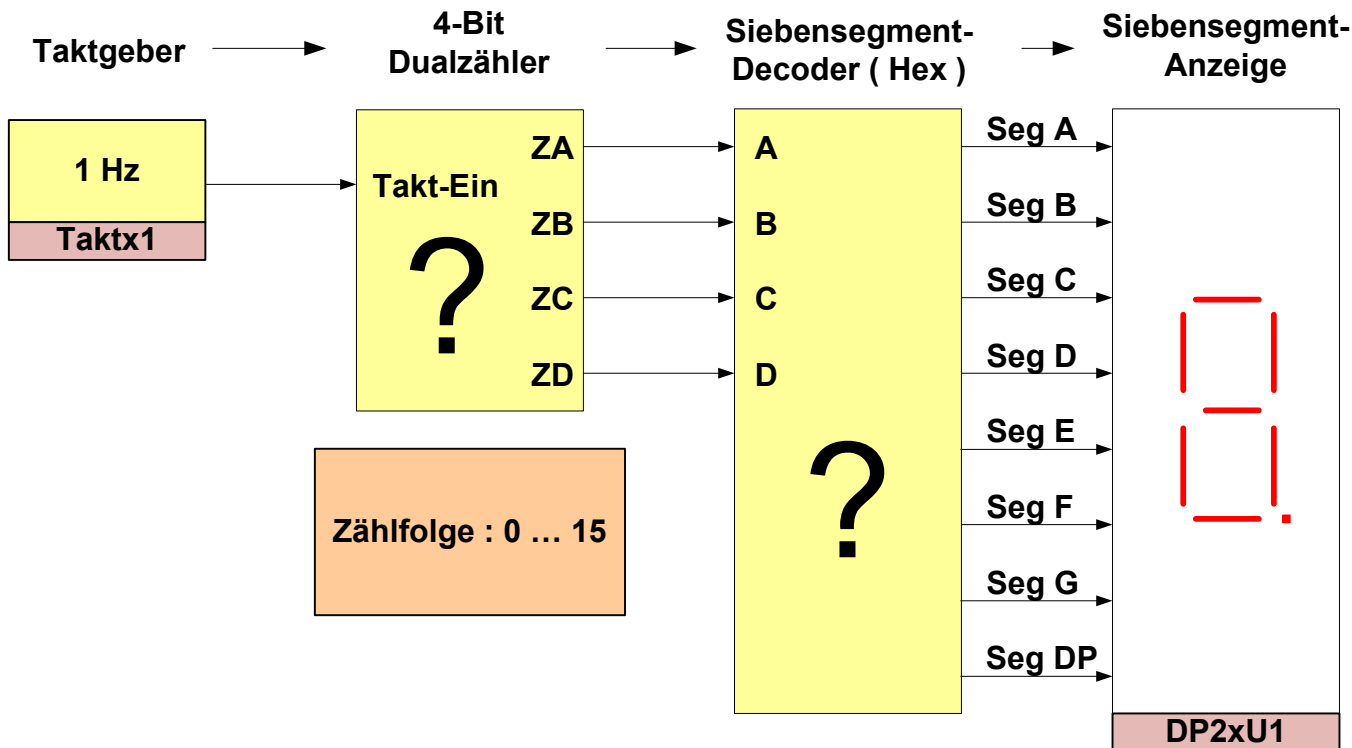 Taktgeber
4-Bit
Dualzähler
Siebensegment-
Decoder ( Hex )
Siebensegment-
Anzeige
1 Hz
Taktx1
Takt-Ein
?
ZA
ZB
ZC
ZD
Zählfolge : 0 … 15
A
B
C
D
?
Seg A
Seg B
Seg C
Seg D
Seg E
Seg F
Seg G
Seg DP
8.
DP2xU1